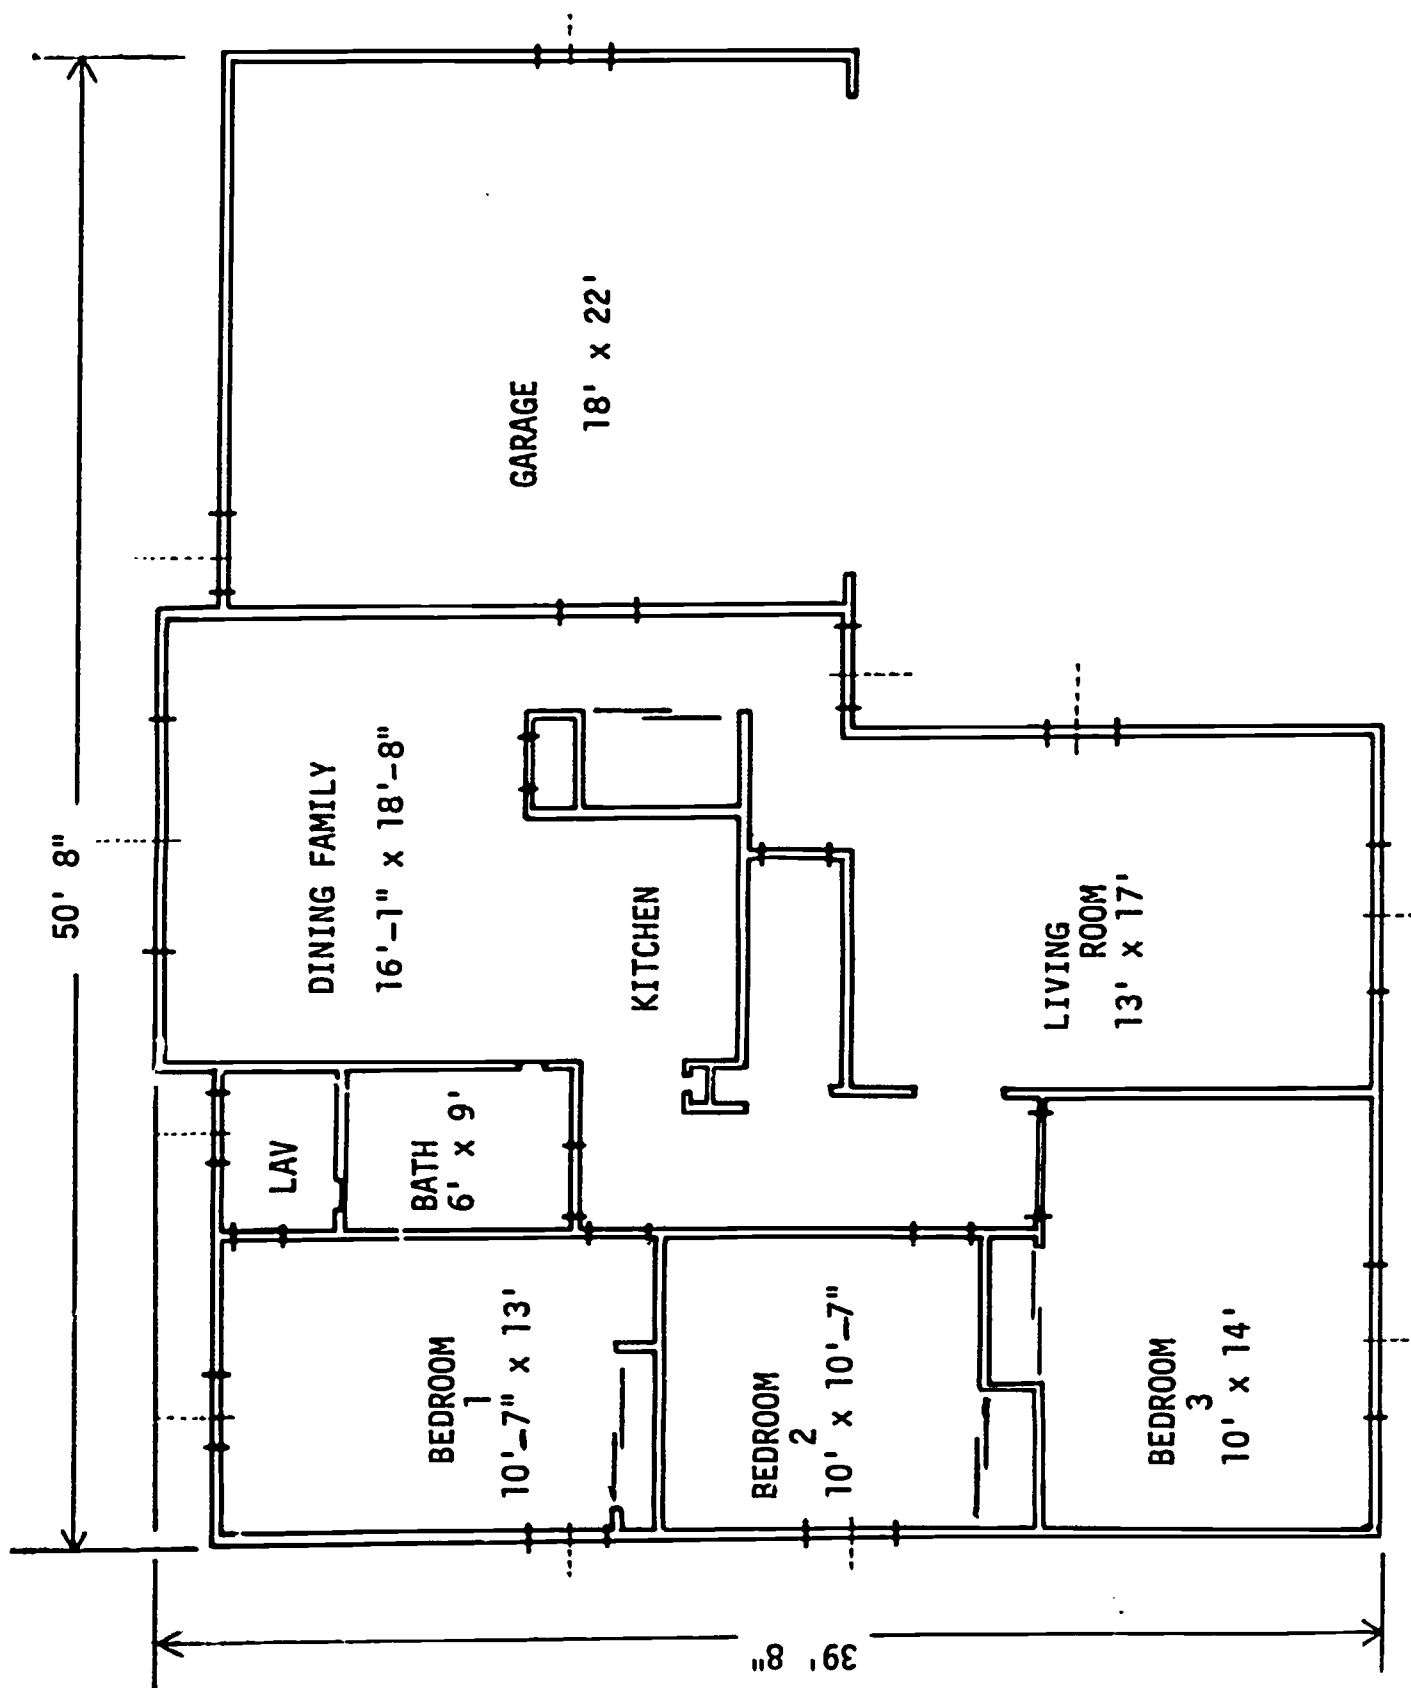 50' 8"
GARAGE
18' x 22'
DINING FAMILY
16'-1" x 18'-8"
KITCHEN
LIVING
ROOM
13' x 17'
LAV
BATH
6' x 9'
BEDROOM
1
10'-7" x 13'
BEDROOM
2
10' x 10'-7"
BEDROOM
3
10' x 14'
39' 8"